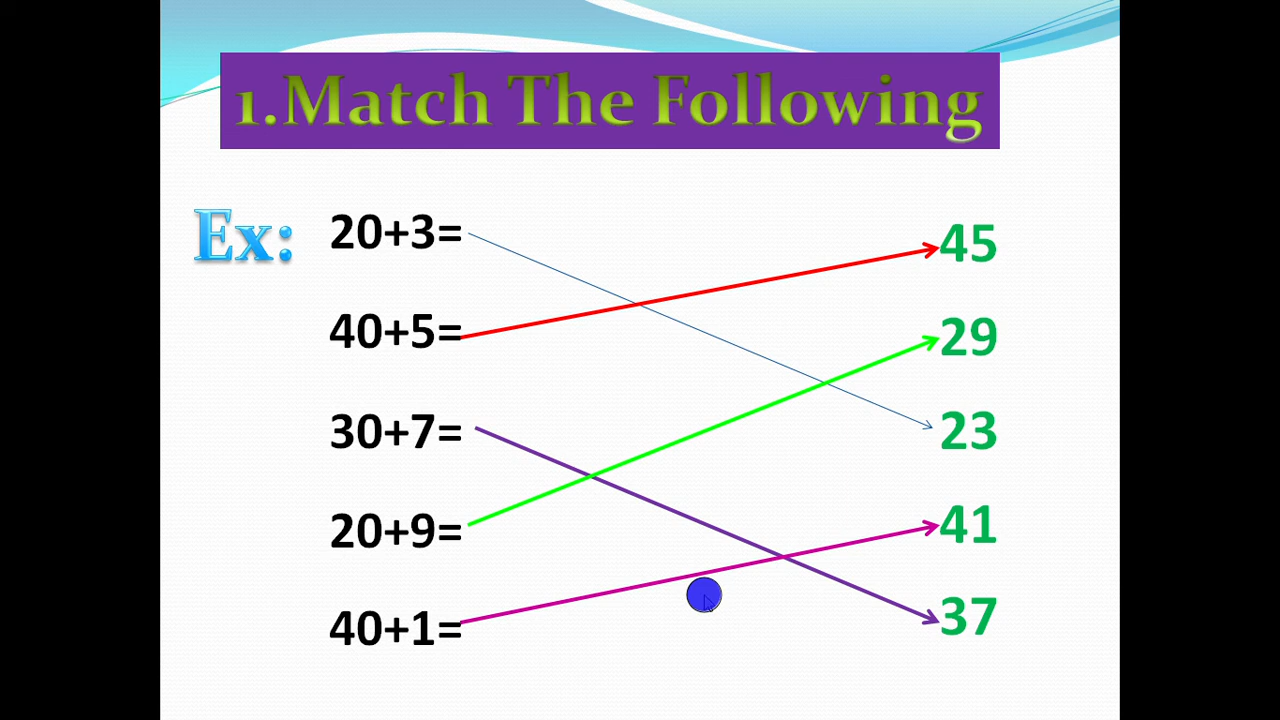 1.Match The Following
Ex: 20+3= 45
40+5= 29
30+7= 23
20+9= 41
40+1= 37